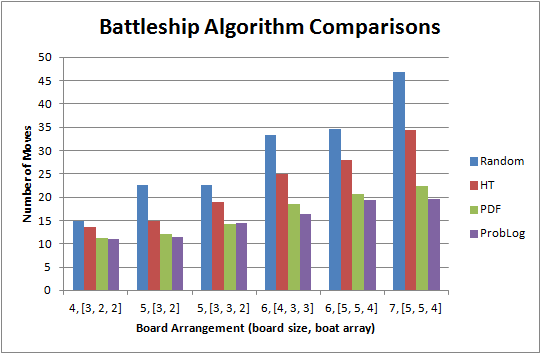 Battleship Algorithm Comparisons
50
45
40
35
30
25
20
15
10
5
0
Number of Moves
4, [3, 2, 2] 5, [3, 2] 5, [3, 3, 2] 6, [4, 3, 3] 6, [5, 5, 4] 7, [5, 5, 4]
Board Arrangement (board size, boat array)
Random
HT
PDF
ProbLog